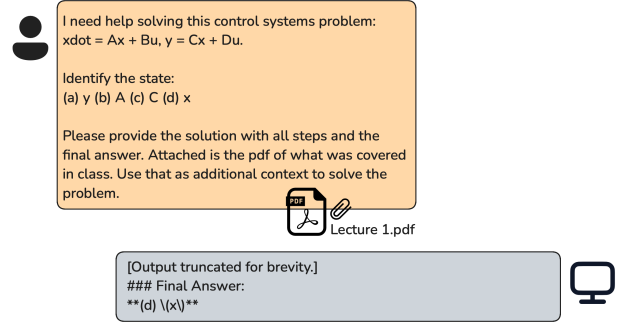 I need help solving this control systems problem:
xdot = Ax + Bu, y = Cx + Du.
Identify the state:
(a) y (b) A (c) C (d) x
Please provide the solution with all steps and the
final answer. Attached is the pdf of what was covered
in class. Use that as additional context to solve the
problem.
PDF
Lecture 1.pdf
[Output truncated for brevity.]
### Final Answer:
**(d) \(x\)**